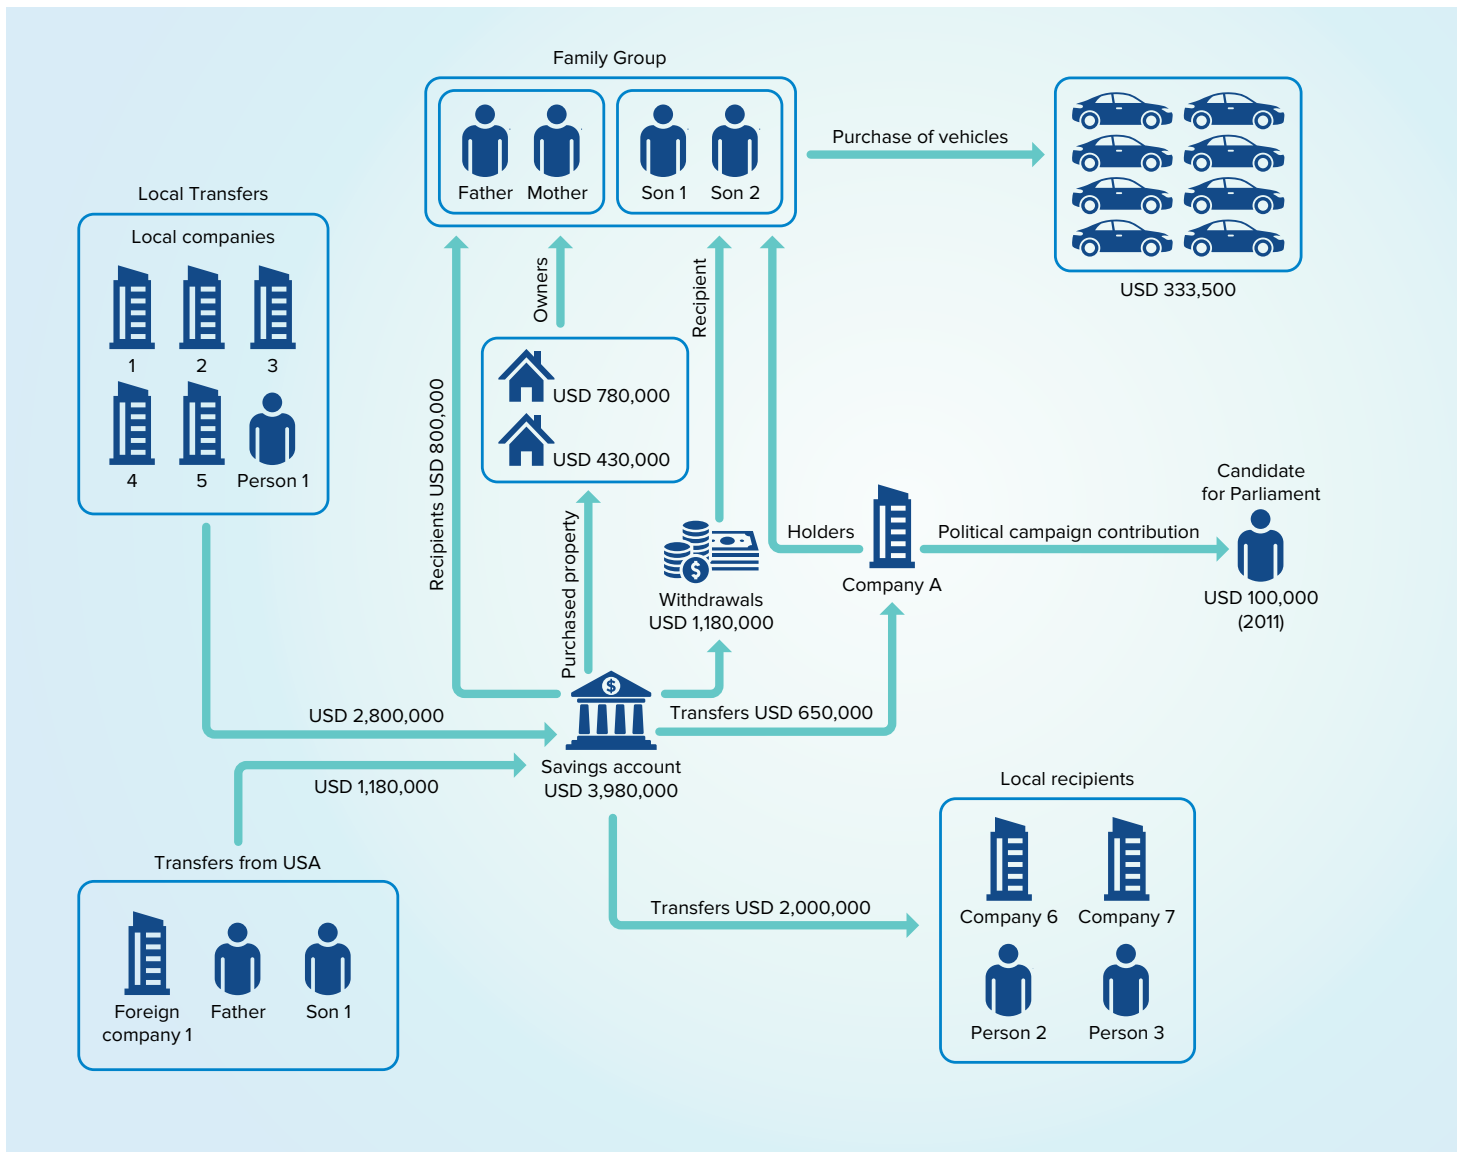 Family Group
Father
Mother
Son 1
Son 2
Purchase of vehicles
USD 333,500
Local Transfers
Local companies
1
2
3
4
5
Person 1
Recipients USD 800,000
Owners
USD 780,000
USD 430,000
Purchased property
Recipient
$
Withdrawals
USD 1,180,000
Holders
Company A
Political campaign contribution
Candidate
for Parliament
USD 100,000
(2011)
USD 2,800,000
USD 1,180,000
$
Savings account
USD 3,980,000
Transfers USD 650,000
Transfers USD 2,000,000
Local recipients
Company 6
Company 7
Person 2
Person 3
Transfers from USA
Foreign
company 1
Father
Son 1